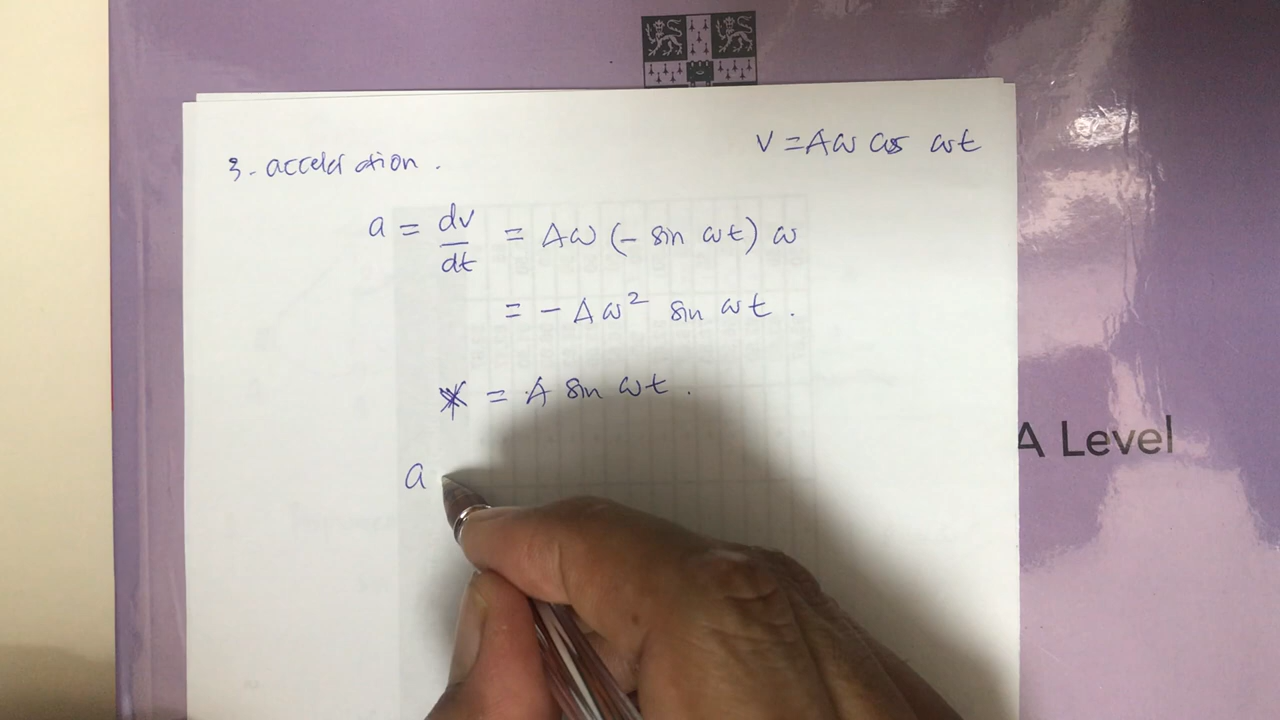 v = Aω cos ωt
3. acceleration.
a = dv/dt = Aω (- sin ωt) ω
= - Aω² sin ωt.
x = A sin ωt.
a
A Level